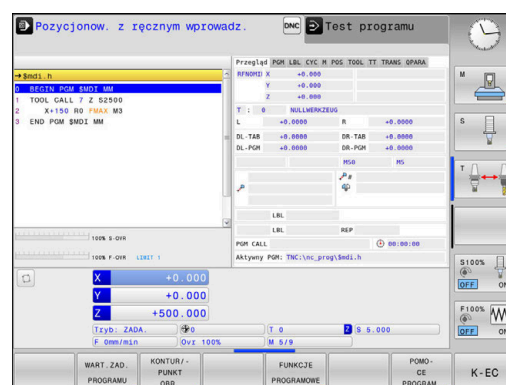 Pozycjonow. z ręcznym wprowadz.
DNC
Test programu
→$mdi.h
0 BEGIN PGM $MDI MM
1 TOOL CALL 7 Z S2500
2 X+150 R0 FMAX M3
3 END PGM $MDI MM
100% S-OVR
100% F-OVR LIMIT 1
Przegląd PGM LBL CYC M POS TOOL TT TRANS QPARA
RFNOMI X +0.000
Y +0.000
Z +0.000
T : 0 NULLWERKZEUG
L +0.0000 R +0.0000
DL-TAB +0.0000 DR-TAB +0.0000
DL-PGM +0.0000 DR-PGM +0.0000
M50 M5
P#
LBL
LBL REP
PGM CALL 00:00:00
Aktywny PGM: TNC:\nc_prog\$mdi.h
X +0.000
Y +0.000
Z +500.000
Tryb: ZADA. 0 T 0 Z S 5.000
F 0mm/min Ovr 100% M 5/9
M
S
T
S100%
OFF ON
F100%
OFF ON
WART.ZAD. PROGRAMU
KONTUR/- PUNKT OBR.
FUNKCJE PROGRAMOWE
POMO- CE PROGRAM.
K-EC